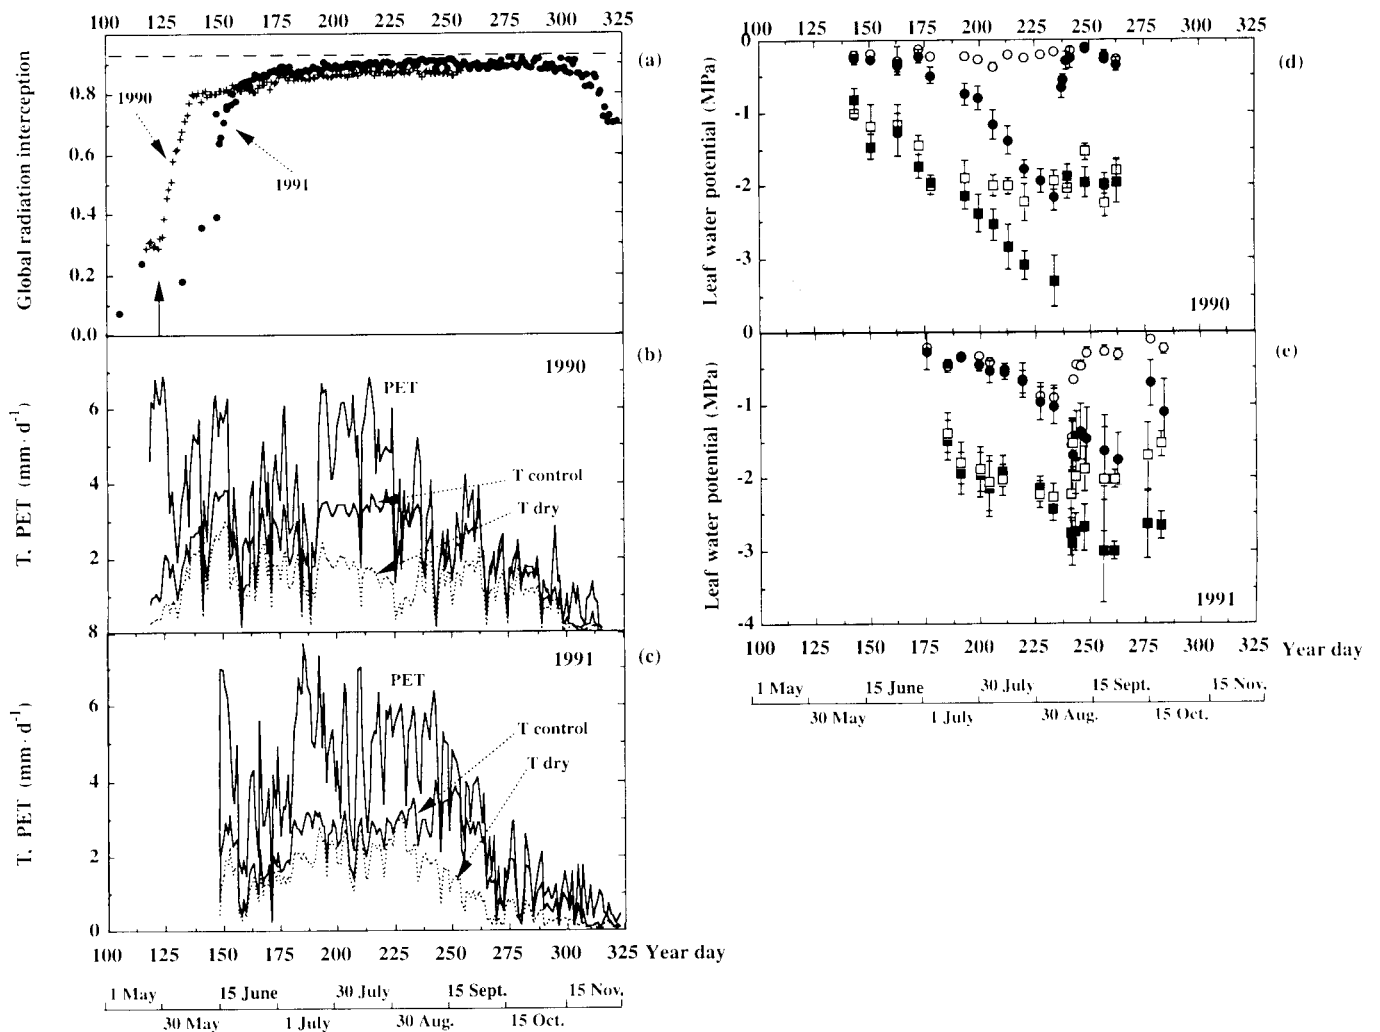 100 125 150 175 200 225 250 275 300 325
Global radiation interception
0.8
0.6
0.4
0.2
0.0
1990
1991
(a)
T. PET (mm · d⁻¹)
6
4
2
8
1990
(b)
PET
T control
T dry
T. PET (mm · d⁻¹)
6
4
2
0
1991
(c)
PET
T control
T dry
100 125 150 175 200 225 250 275 300 325 Year day
1 May 15 June 30 July 15 Sept. 15 Nov.
30 May 1 July 30 Aug. 15 Oct.
100 125 150 175 200 225 250 275 300 325
Leaf water potential (MPa)
0
-1
-2
-3
0
1990
(d)
Leaf water potential (MPa)
-1
-2
-3
-4
1991
(e)
100 125 150 175 200 225 250 275 300 325 Year day
1 May 15 June 30 July 15 Sept. 15 Nov.
30 May 1 July 30 Aug. 15 Oct.